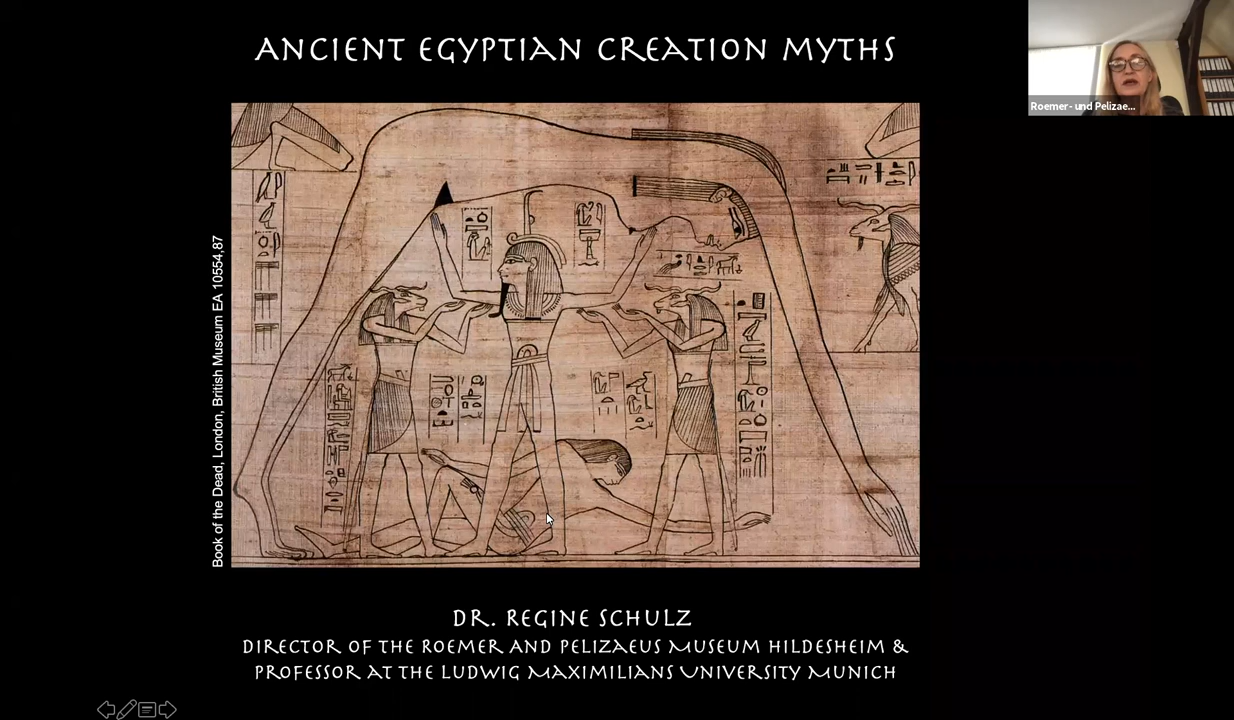 ANCIENT EGYPTIAN CREATION MYTHS
Roemer- und Pelizae...
Book of the Dead, London, British Museum EA 10554,87
DR. REGINE SCHULZ
DIRECTOR OF THE ROEMER AND PELIZAEUS MUSEUM HILDESHEIM &
PROFESSOR AT THE LUDWIG MAXIMILIANS UNIVERSITY MUNICH